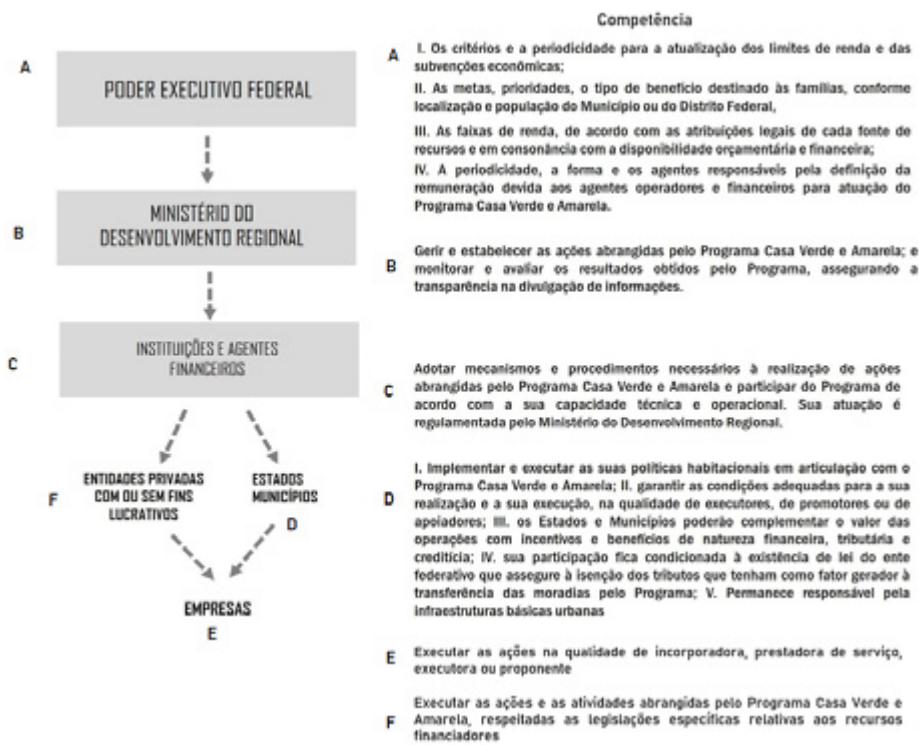 A
PODER EXECUTIVO FEDERAL
B
MINISTÉRIO DO
DESENVOLVIMENTO REGIONAL
C
INSTITUIÇÕES E AGENTES
FINANCEIROS
F
ENTIDADES PRIVADAS
COM OU SEM FINS
LUCRATIVOS
ESTADOS
MUNICÍPIOS
D
EMPRESAS
E
Competência
A
I. Os critérios e a periodicidade para a atualização dos limites de renda e das
subvenções econômicas;
II. As metas, prioridades, o tipo de benefício destinado às famílias, conforme
localização e população do Município ou do Distrito Federal,
III. As faixas de renda, de acordo com as atribuições legais de cada fonte de
recursos e em consonância com a disponibilidade orçamentária e financeira;
IV. A periodicidade, a forma e os agentes responsáveis pela definição da
remuneração devida aos agentes operadores e financeiros para atuação do
Programa Casa Verde e Amarela.
B
Gerir e estabelecer as ações abrangidas pelo Programa Casa Verde e Amarela; e
monitorar e avaliar os resultados obtidos pelo Programa, assegurando a
transparência na divulgação de informações.
C
Adotar mecanismos e procedimentos necessários à realização de ações
abrangidas pelo Programa Casa Verde e Amarela e participar do Programa de
acordo com a sua capacidade técnica e operacional. Sua atuação é
regulamentada pelo Ministério do Desenvolvimento Regional.
D
I. Implementar e executar as suas políticas habitacionais em articulação com o
Programa Casa Verde e Amarela; II. garantir as condições adequadas para a sua
realização e a sua execução, na qualidade de executores, de promotores ou de
apoiadores; III. os Estados e Municípios poderão complementar o valor das
operações com incentivos e benefícios de natureza financeira, tributária e
creditícia; IV. sua participação fica condicionada à existência de lei do ente
federativo que assegure à isenção dos tributos que tenham como fator gerador à
transferência das moradias pelo Programa; V. Permanece responsável pela
infraestruturas básicas urbanas
E
Executar as ações na qualidade de incorporadora, prestadora de serviço,
executora ou proponente
F
Executar as ações e as atividades abrangidas pelo Programa Casa Verde e
Amarela, respeitadas as legislações específicas relativas aos recursos
financiadores